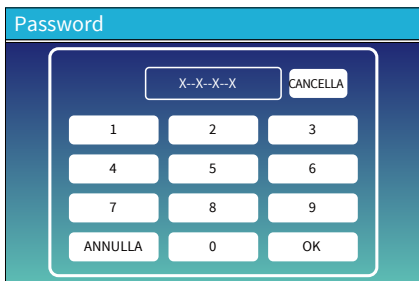 Password
X--X--X--X CANCELLA
1 2 3
4 5 6
7 8 9
ANNULLA 0 OK